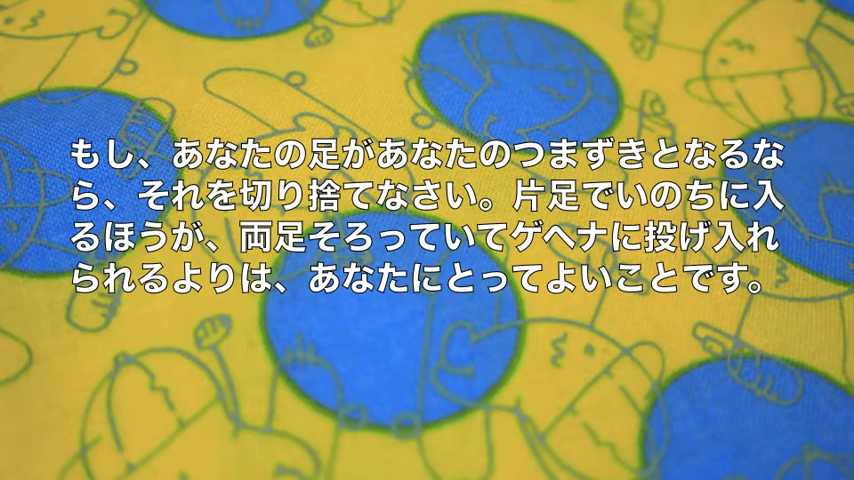 もし、あなたの足があなたのつまずきとなるな
ら、それを切り捨てなさい。片足でいのちに入
るほうが、両足そろっていてゲヘナに投げ入れ
られるよりは、あなたにとってよいことです。